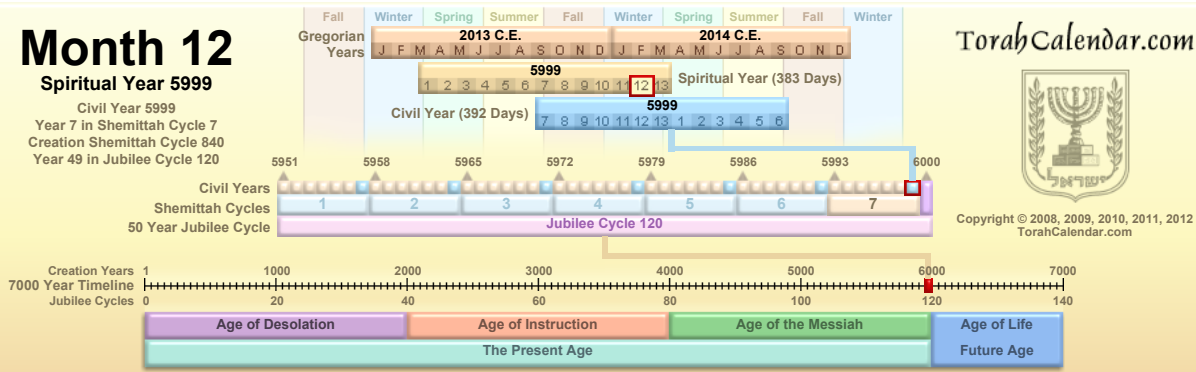 Fall Winter Spring Summer Fall Winter Spring Summer Fall Winter
Month 12
Spiritual Year 5999
Civil Year 5999
Year 7 in Shemittah Cycle 7
Creation Shemittah Cycle 840
Year 49 in Jubilee Cycle 120
Gregorian Years
2013 C.E. 2014 C.E.
J F M A M J J A S O N D J F M A M J J A S O N D
5999
1 2 3 4 5 6 7 8 9 10 11 12 13
Spiritual Year (383 Days)
Civil Year (392 Days)
5999
7 8 9 10 11 12 13 1 2 3 4 5 6
TorahCalendar.com
ישראל
Copyright © 2008, 2009, 2010, 2011, 2012
TorahCalendar.com
5951 5958 5965 5972 5979 5986 5993 6000
Civil Years
Shemittah Cycles 1 2 3 4 5 6 7
50 Year Jubilee Cycle Jubilee Cycle 120
Creation Years 1 1000 2000 3000 4000 5000 6000 7000
7000 Year Timeline
Jubilee Cycles 0 20 40 60 80 100 120 140
Age of Desolation Age of Instruction Age of the Messiah Age of Life
The Present Age Future Age